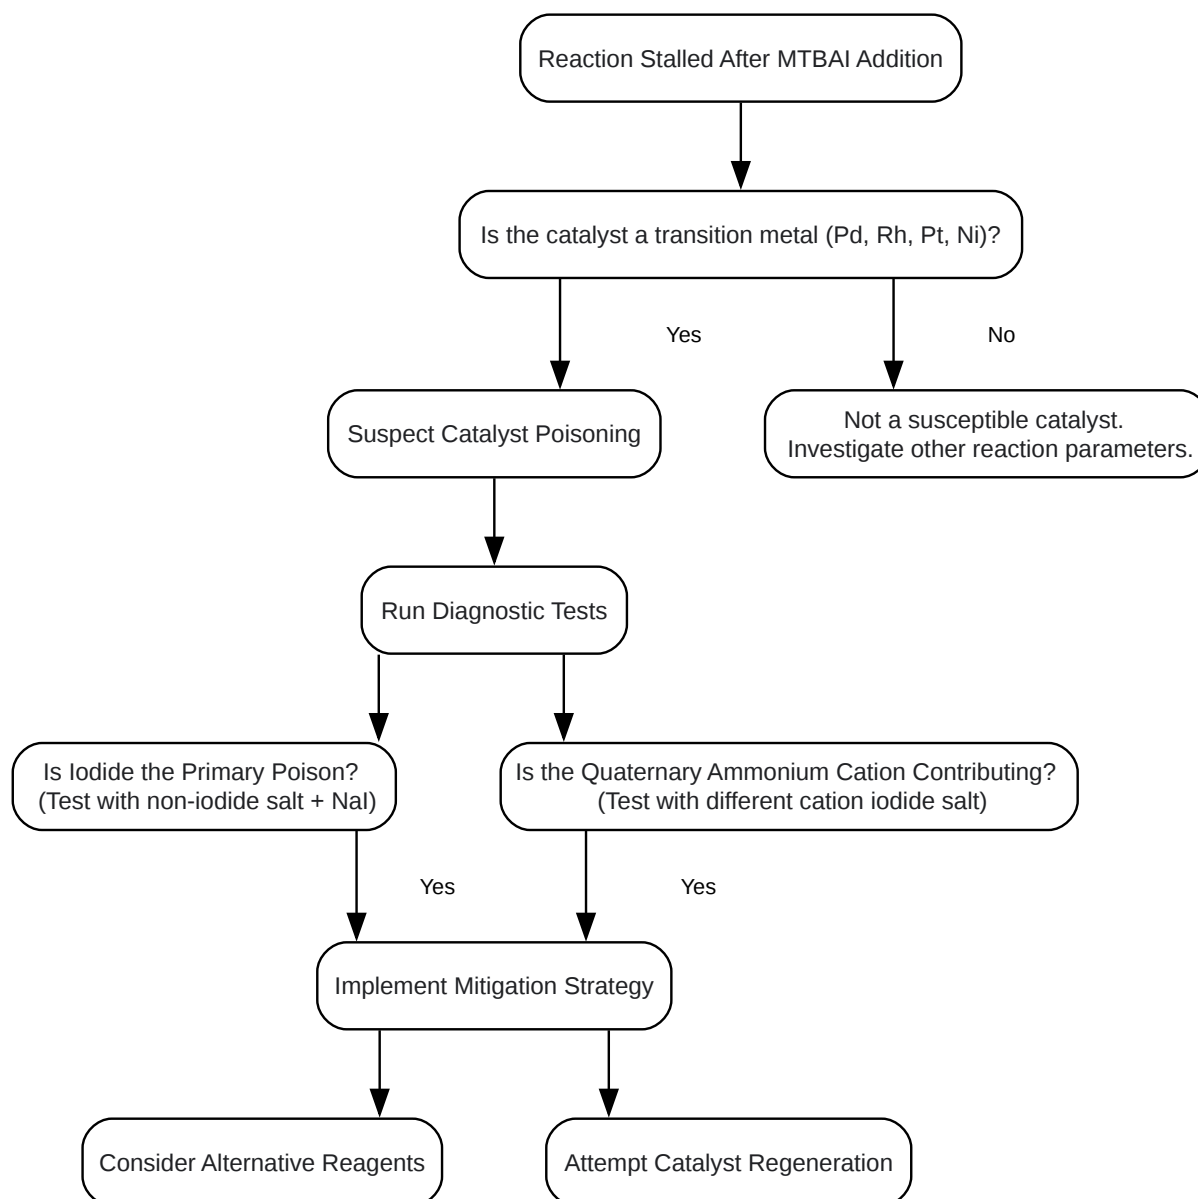 Reaction Stalled After MTBAI Addition
Is the catalyst a transition metal (Pd, Rh, Pt, Ni)?
Yes
No
Suspect Catalyst Poisoning
Not a susceptible catalyst.
Investigate other reaction parameters.
Run Diagnostic Tests
Is Iodide the Primary Poison?
(Test with non-iodide salt + NaI)
Is the Quaternary Ammonium Cation Contributing?
(Test with different cation iodide salt)
Yes
Yes
Implement Mitigation Strategy
Consider Alternative Reagents
Attempt Catalyst Regeneration